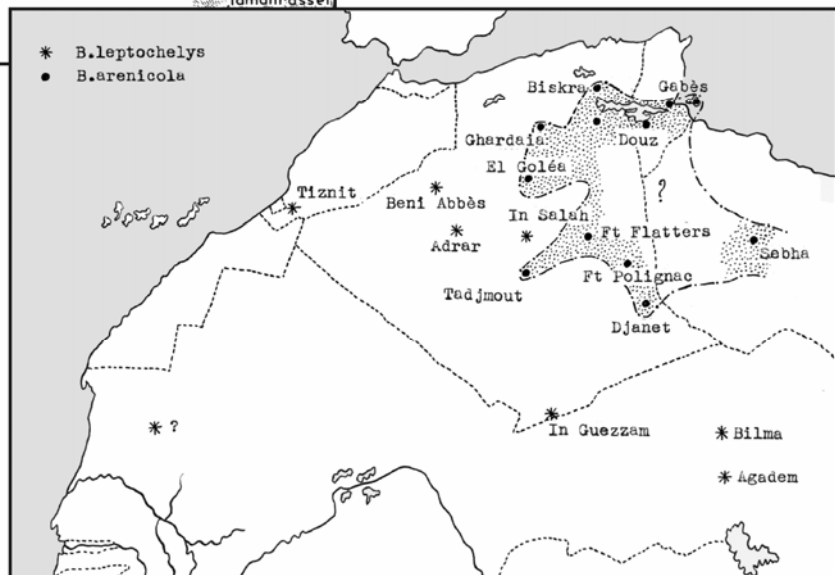 Tamanrasset
* B.leptochelys
• B.arenicola
Biskra
Gabès
Ghardaia
Douz
El Goléa
?
Tiznit
Beni Abbès
In Salah
Adrar
Ft Flatters
Sebha
Ft Polignac
Tadjmout
Djanet
* ?
In Guezzam
Bilma
Agadem